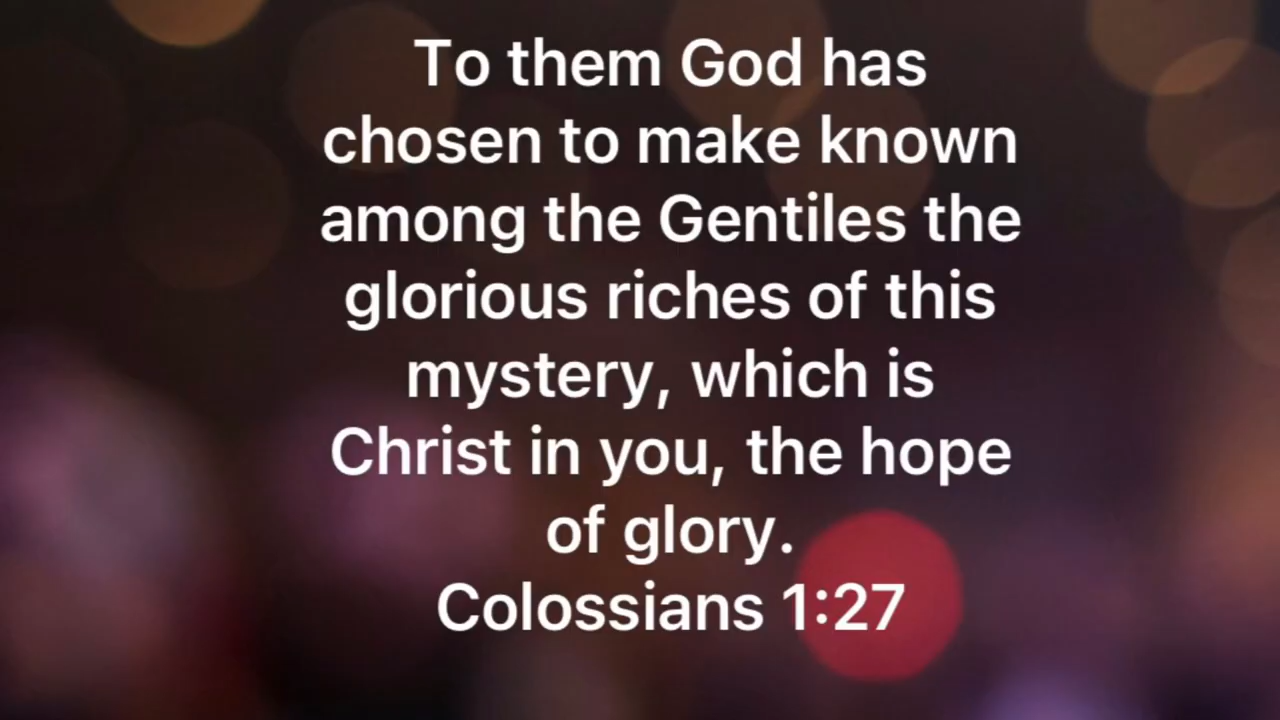 To them God has
chosen to make known
among the Gentiles the
glorious riches of this
mystery, which is
Christ in you, the hope
of glory.
Colossians 1:27